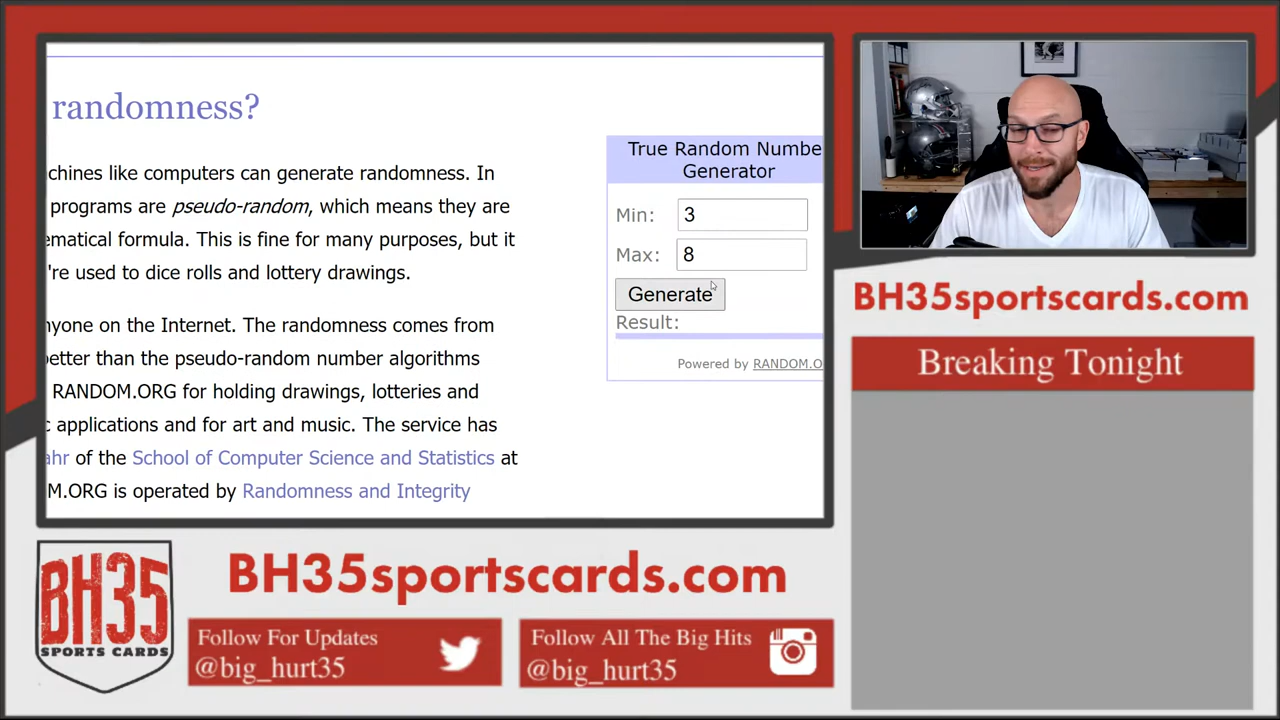 randomness?
chines like computers can generate randomness. In
programs are pseudo-random, which means they are
ematical formula. This is fine for many purposes, but it
're used to dice rolls and lottery drawings.
nyone on the Internet. The randomness comes from
etter than the pseudo-random number algorithms
RANDOM.ORG for holding drawings, lotteries and
c applications and for art and music. The service has
ahr of the School of Computer Science and Statistics at
M.ORG is operated by Randomness and Integrity
True Random Numbe
Generator
Min: 3
Max: 8
Generate
Result:
Powered by RANDOM.O
BH35sportscards.com
Breaking Tonight
BH35
SPORTS CARDS
BH35sportscards.com
Follow For Updates
@big_hurt35
Follow All The Big Hits
@big_hurt35